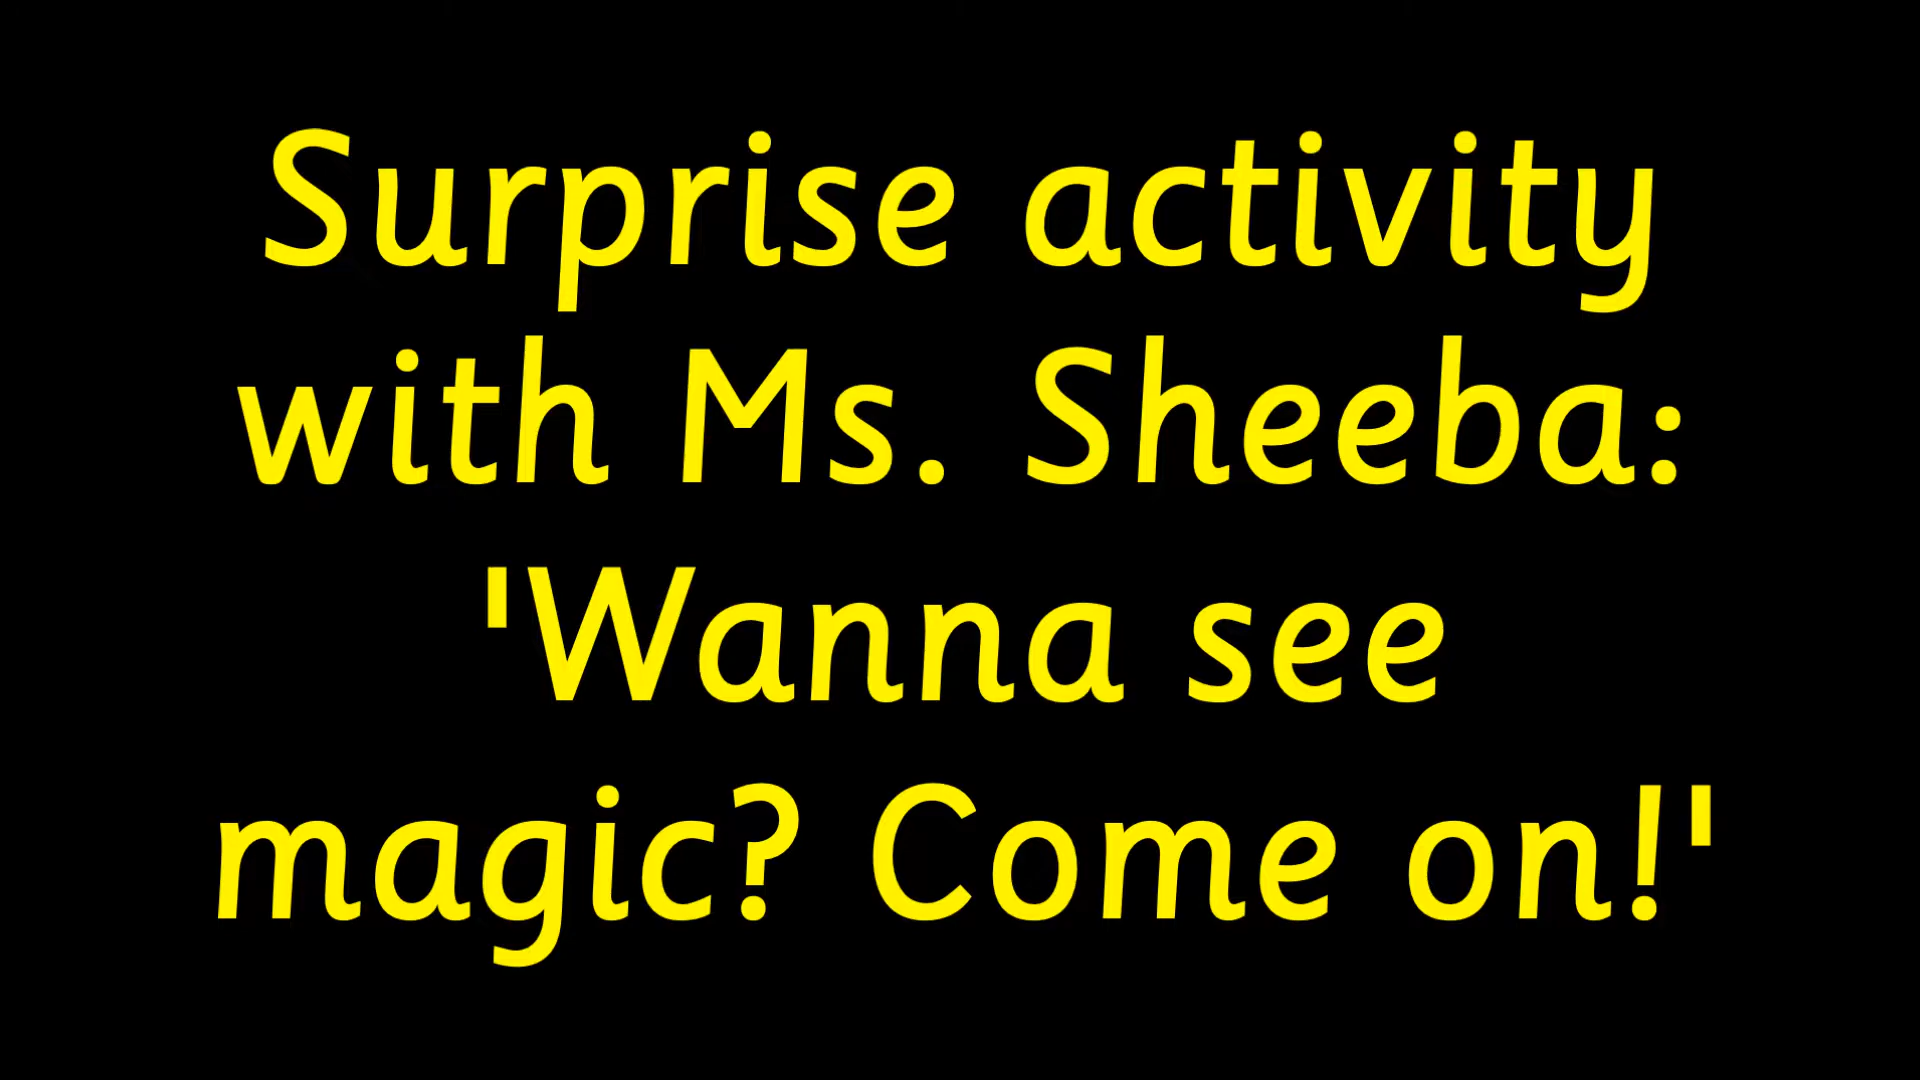 Surprise activity
with Ms. Sheeba:
'Wanna see
magic? Come on!'